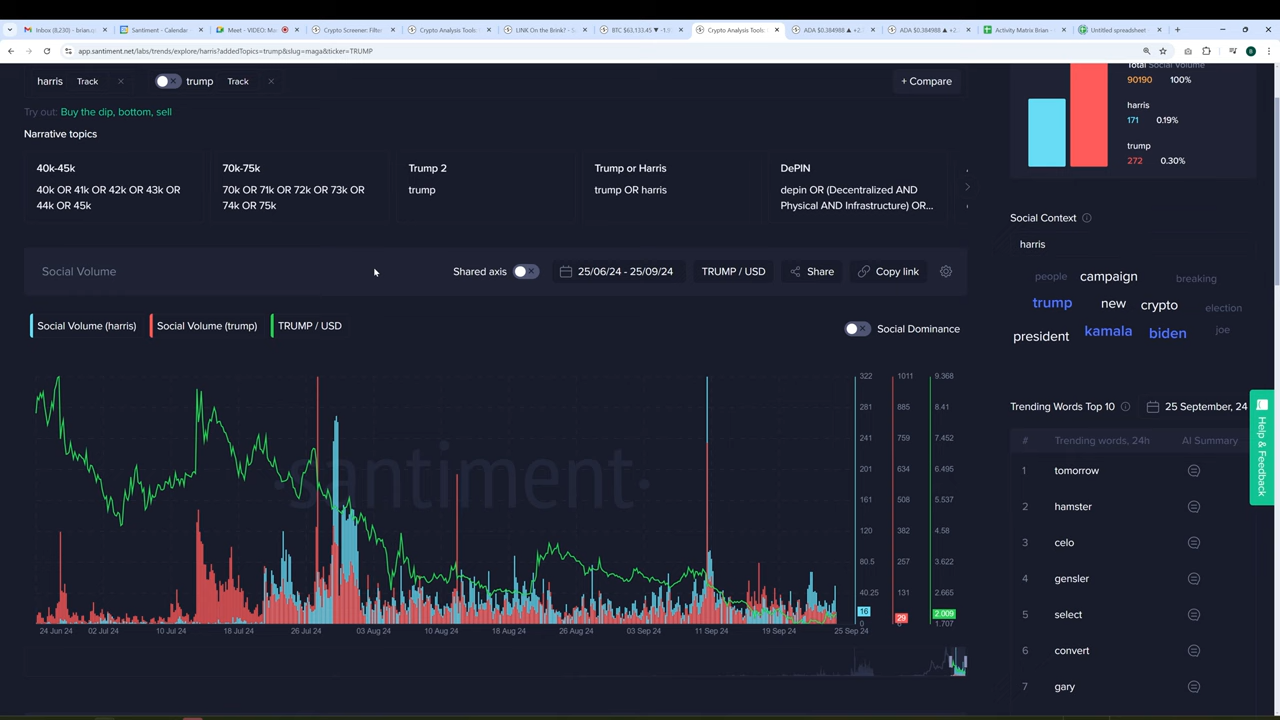 Inbox (8,230) - brian.q
Santiment - Calendar
Meet - VIDEO: Ma
Crypto Screener: Filter
Crypto Analysis Tools
LINK On the Brink? - S
BTC $63,133.45 ▼ -1.
Crypto Analysis Tools
ADA $0.384988 ▲ +2.
ADA $0.384988 ▲ +2.
Activity Matrix Brian
Untitled spreadsheet
app.santiment.net/labs/trends/explore/harris?addedTopics=trump&slug=maga&ticker=TRUMP
harris Track trump Track + Compare
Try out: Buy the dip, bottom, sell
Narrative topics
40k-45k
40k OR 41k OR 42k OR 43k OR
44k OR 45k
70k-75k
70k OR 71k OR 72k OR 73k OR
74k OR 75k
Trump 2
trump
Trump or Harris
trump OR harris
DePIN
depin OR (Decentralized AND
Physical AND Infrastructure) OR...
Social Volume Shared axis 25/06/24 - 25/09/24 TRUMP / USD Share Copy link
Social Volume (harris) Social Volume (trump) TRUMP / USD Social Dominance
·santiment·
322 1011 9.368
281 885 8.41
241 759 7.452
201 634 6.495
161 508 5.537
120 382 4.58
80.5 257 3.622
40.25 131 2.665
16 29 2.009
0 6 1.707
24 Jun 24 02 Jul 24 10 Jul 24 18 Jul 24 26 Jul 24 03 Aug 24 10 Aug 24 18 Aug 24 26 Aug 24 03 Sep 24 11 Sep 24 19 Sep 24 25 Sep 24
Total Social Volume
90190 100%
harris
171 0.19%
trump
272 0.30%
Social Context
harris
people campaign breaking
trump new crypto election
president kamala biden joe
Trending Words Top 10 25 September, 24
# Trending words, 24h AI Summary
1 tomorrow
2 hamster
3 celo
4 gensler
5 select
6 convert
7 gary
Help & Feedback